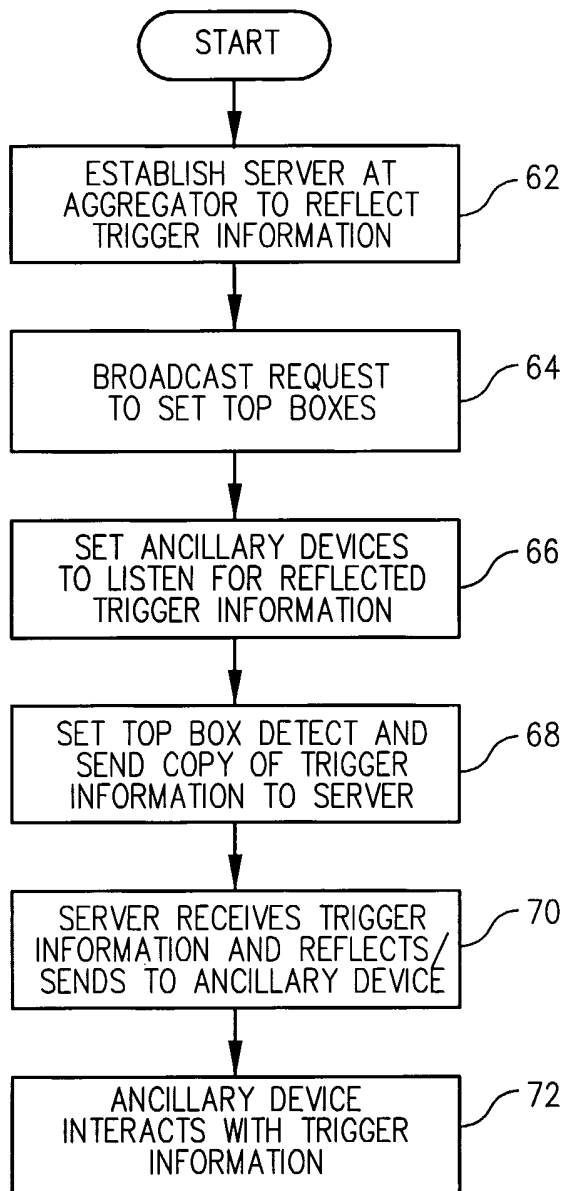 START
ESTABLISH SERVER AT
AGGREGATOR TO REFLECT
TRIGGER INFORMATION
62
BROADCAST REQUEST
TO SET TOP BOXES
64
SET ANCILLARY DEVICES
TO LISTEN FOR REFLECTED
TRIGGER INFORMATION
66
SET TOP BOX DETECT AND
SEND COPY OF TRIGGER
INFORMATION TO SERVER
68
SERVER RECEIVES TRIGGER
INFORMATION AND REFLECTS/
SENDS TO ANCILLARY DEVICE
70
ANCILLARY DEVICE
INTERACTS WITH TRIGGER
INFORMATION
72